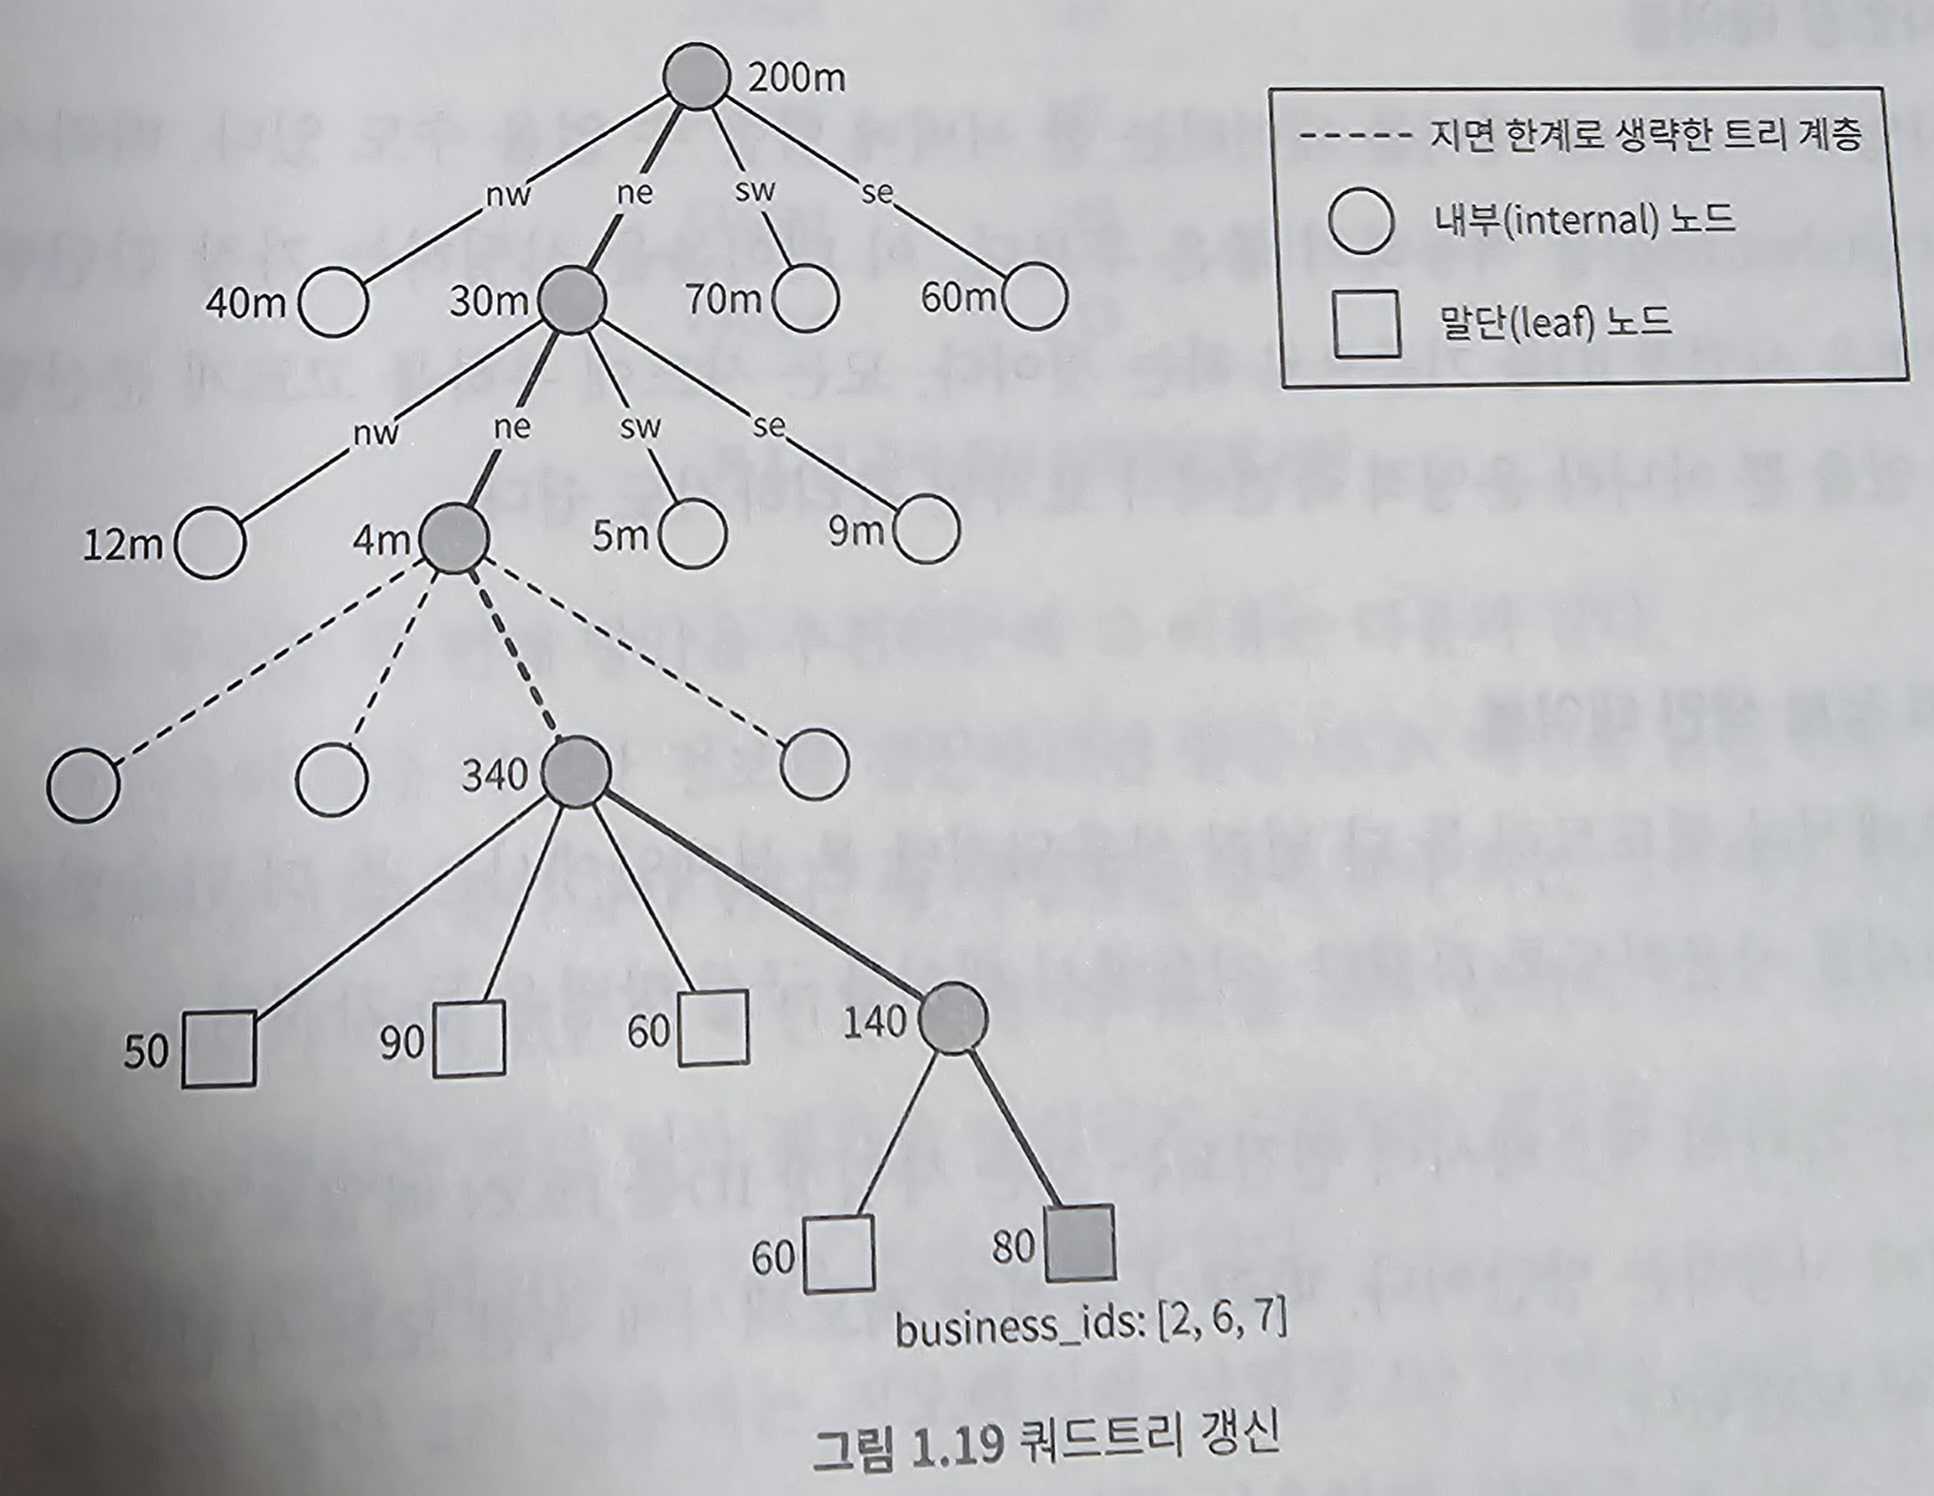 200m
----- 지면 한계로 생략한 트리 계층
내부(internal) 노드
말단(leaf) 노드
nw ne sw se
40m 30m 70m 60m
nw ne sw se
12m 4m 5m 9m
340
50 90 60 140
60 80
business_ids: [2, 6, 7]
그림 1.19 쿼드트리 갱신